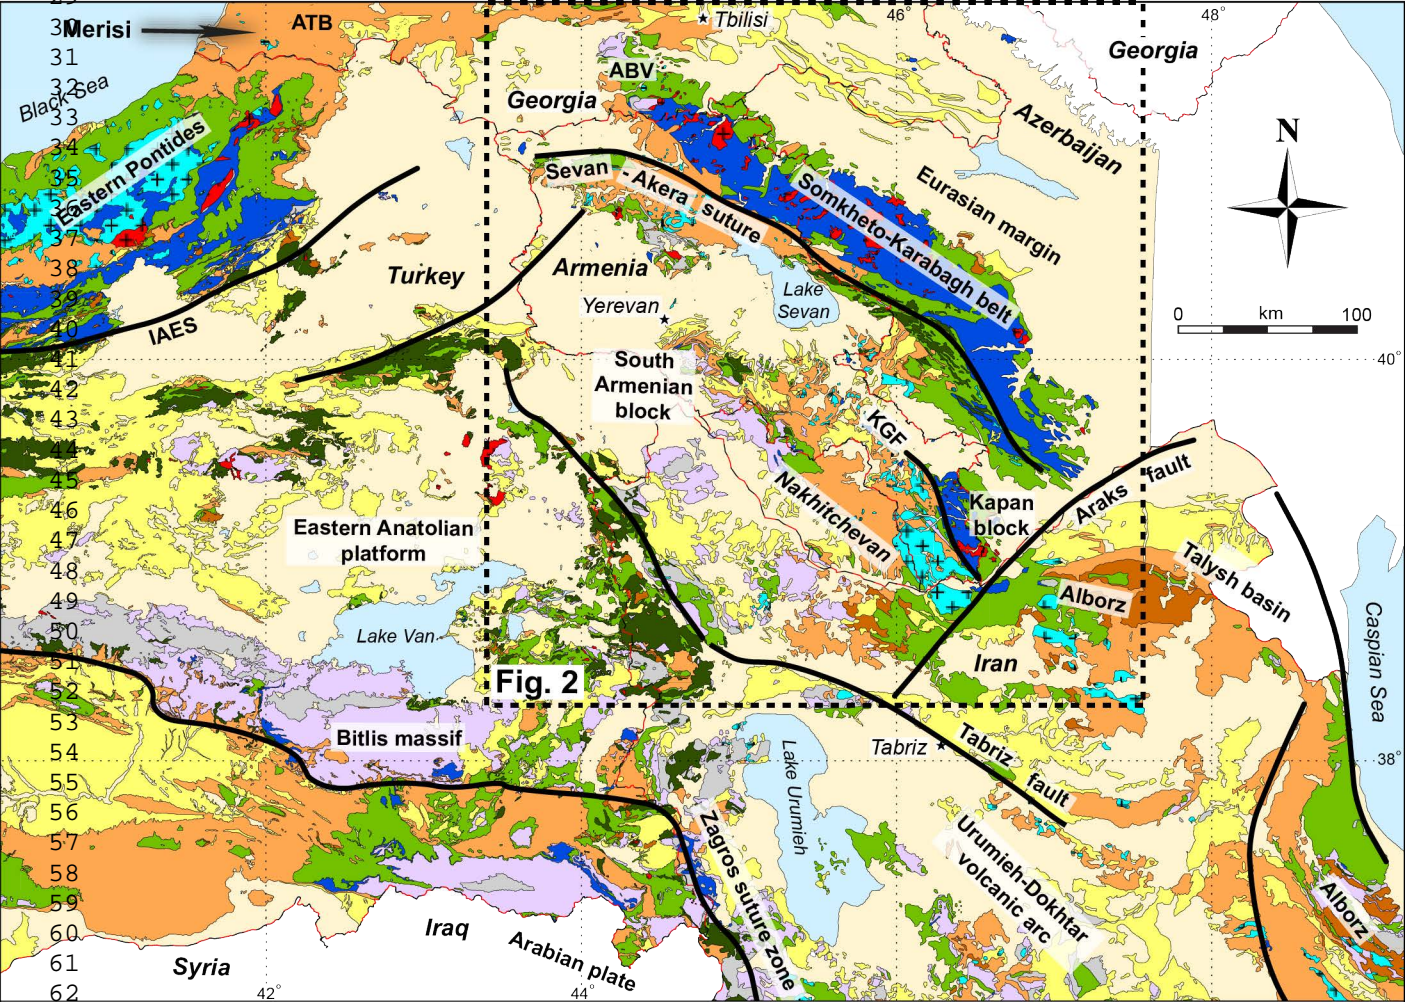 29
30
31
32
33
34
35
36
37
38
39
40
41
42
43
44
45
46
47
48
49
50
51
52
53
54
55
56
57
58
59
60
61
62
Merisi
ATB
Tbilisi
46°
48°
Georgia
Black Sea
ABV
Georgia
Azerbaijan
N
Eastern Pontides
Sevan - Akera suture
Somkheto-Karabagh belt
Eurasian margin
Turkey
Armenia
Yerevan
Lake
Sevan
0 km 100
IAES
40°
South
Armenian
block
KGF
Nakhitchevan
Kapan
block
Araks fault
Eastern Anatolian
platform
Talysh basin
Alborz
Lake Van
Iran
Caspian Sea
Fig. 2
Bitlis massif
Tabriz
Tabriz fault
38°
Lake Urumieh
Zagros suture zone
Urumieh-Dokhtar
volcanic arc
Alborz
Iraq
Arabian plate
Syria
42°
44°